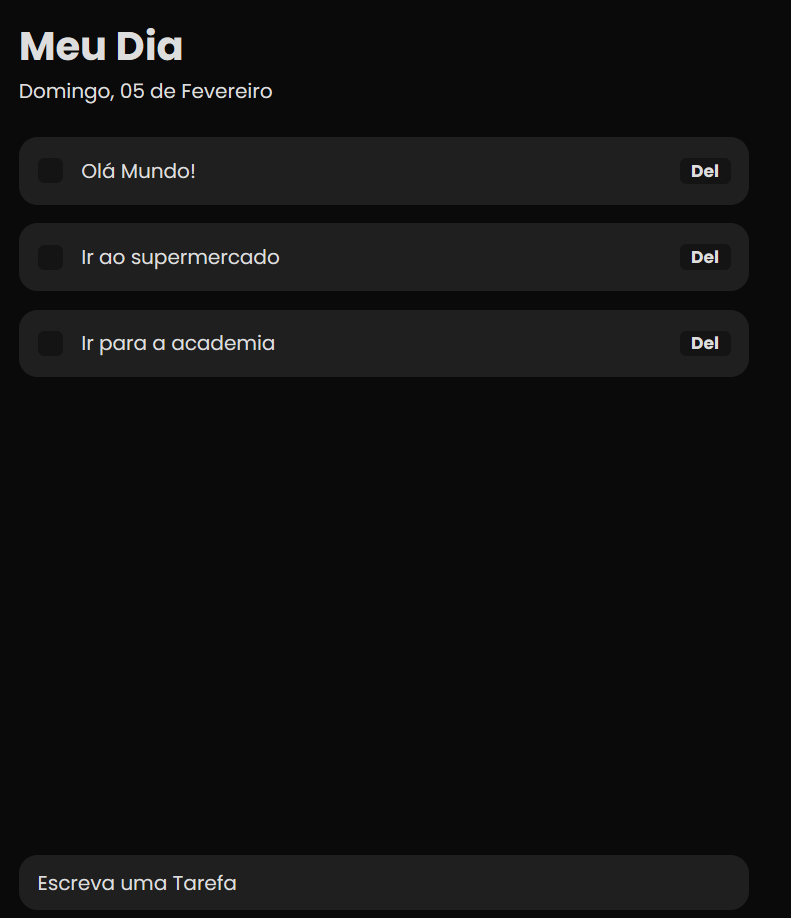 Meu Dia
Domingo, 05 de Fevereiro
Olá Mundo! Del
Ir ao supermercado Del
Ir para a academia Del
Escreva uma Tarefa